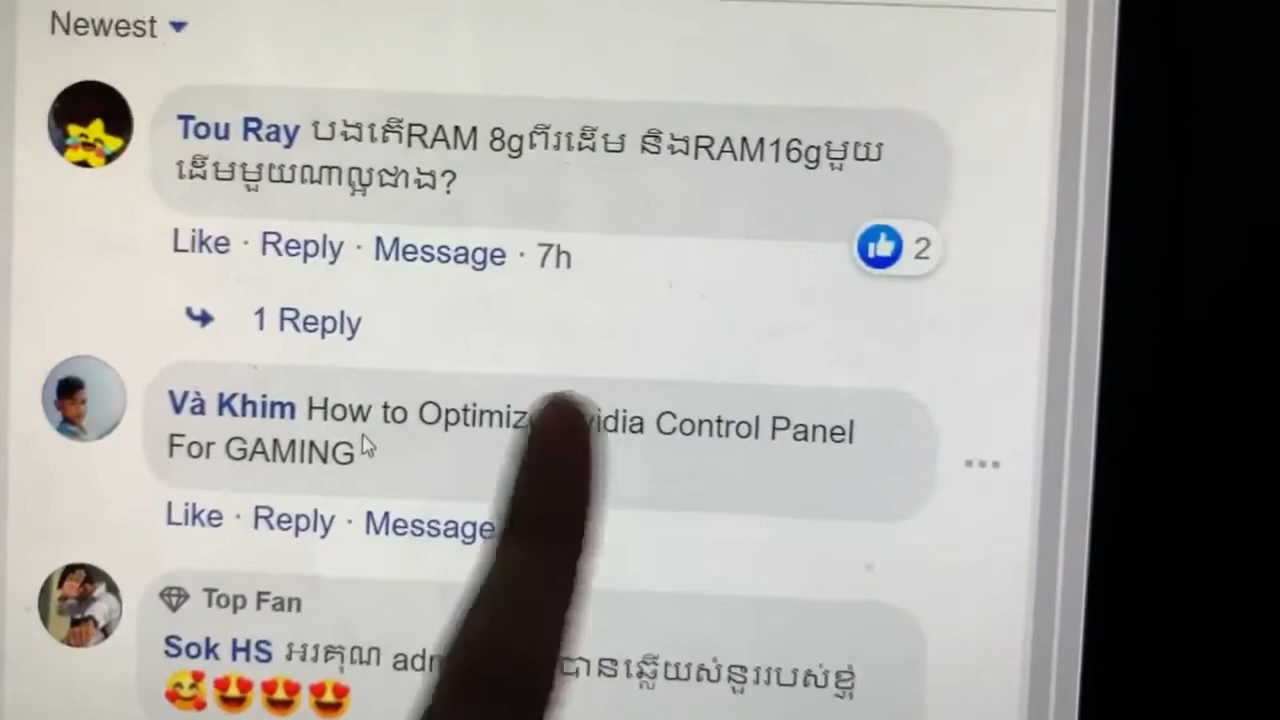 Newest
Tou Ray បងតើRAM 8gពីរដើម និងRAM16gមួយ
ដើមមួយណាល្អជាង?
Like · Reply · Message · 7h
2
1 Reply
Và Khim How to Control Panel
For GAMING
Like · Reply · Message
Top Fan
Sok HS អរគុណ បានឆ្លើយសំនួររបស់ខ្ញុំ